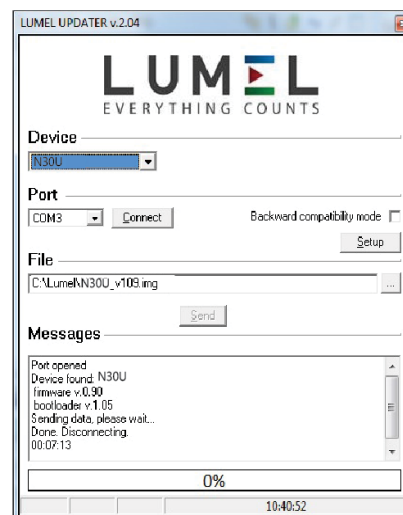 LUMEL UPDATER v.2.04
LUMEL
EVERYTHING COUNTS
Device
N30U
Port
COM3 Connect Backward compatibility mode
Setup
File
C:\Lumel\N30U_v109.img ...
Send
Messages
Port opened
Device found: N30U
firmware v.0.90
bootloader v.1.05
Sending data, please wait...
Done. Disconnecting.
00:07:13
0%
10:40:52